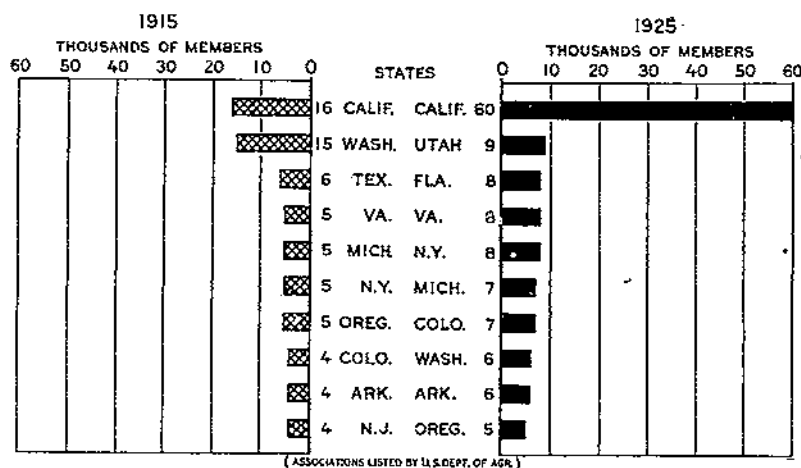 1915 1925
THOUSANDS OF MEMBERS THOUSANDS OF MEMBERS
60 50 40 30 20 10 0 STATES 0 10 20 30 40 50 60
16 CALIF. CALIF. 60
15 WASH. UTAH 9
6 TEX. FLA. 8
5 VA. VA. 8
5 MICH N.Y. 8
5 N.Y. MICH. 7
5 OREG. COLO. 7
4 COLO. WASH. 6
4 ARK. ARK. 6
4 N.J. OREG. 5
(ASSOCIATIONS LISTED BY U.S. DEPT. OF AGR.)